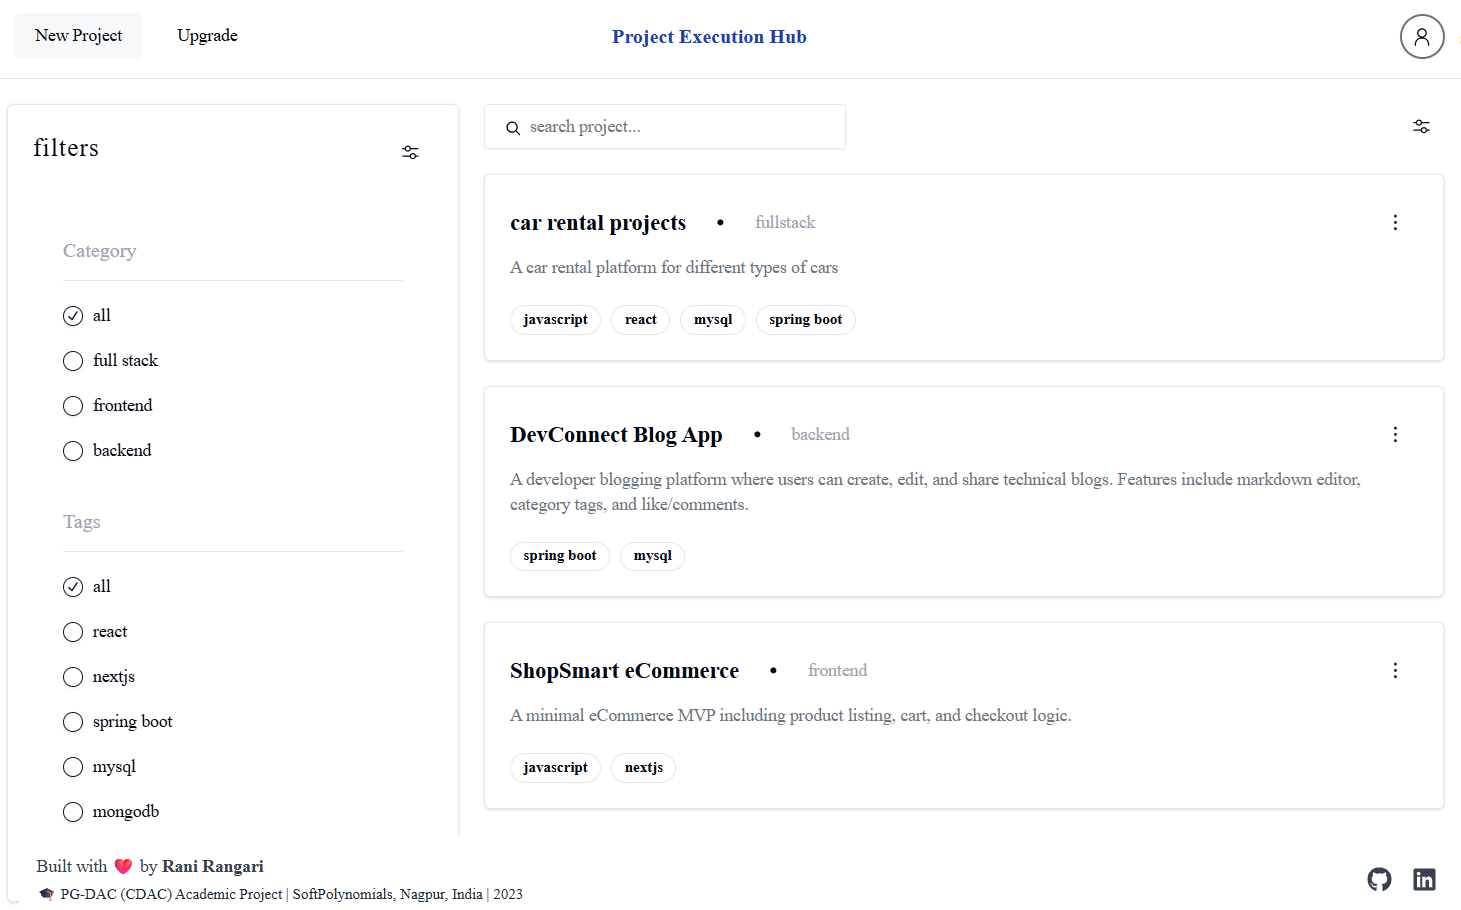 New Project
Upgrade
Project Execution Hub
filters
Category
all
full stack
frontend
backend
Tags
all
react
nextjs
spring boot
mysql
mongodb
search project...
car rental projects • fullstack
A car rental platform for different types of cars
javascript react mysql spring boot
DevConnect Blog App • backend
A developer blogging platform where users can create, edit, and share technical blogs. Features include markdown editor,
category tags, and like/comments.
spring boot mysql
ShopSmart eCommerce • frontend
A minimal eCommerce MVP including product listing, cart, and checkout logic.
javascript nextjs
Built with ❤️ by Rani Rangari
🎓 PG-DAC (CDAC) Academic Project | SoftPolynomials, Nagpur, India | 2023
in